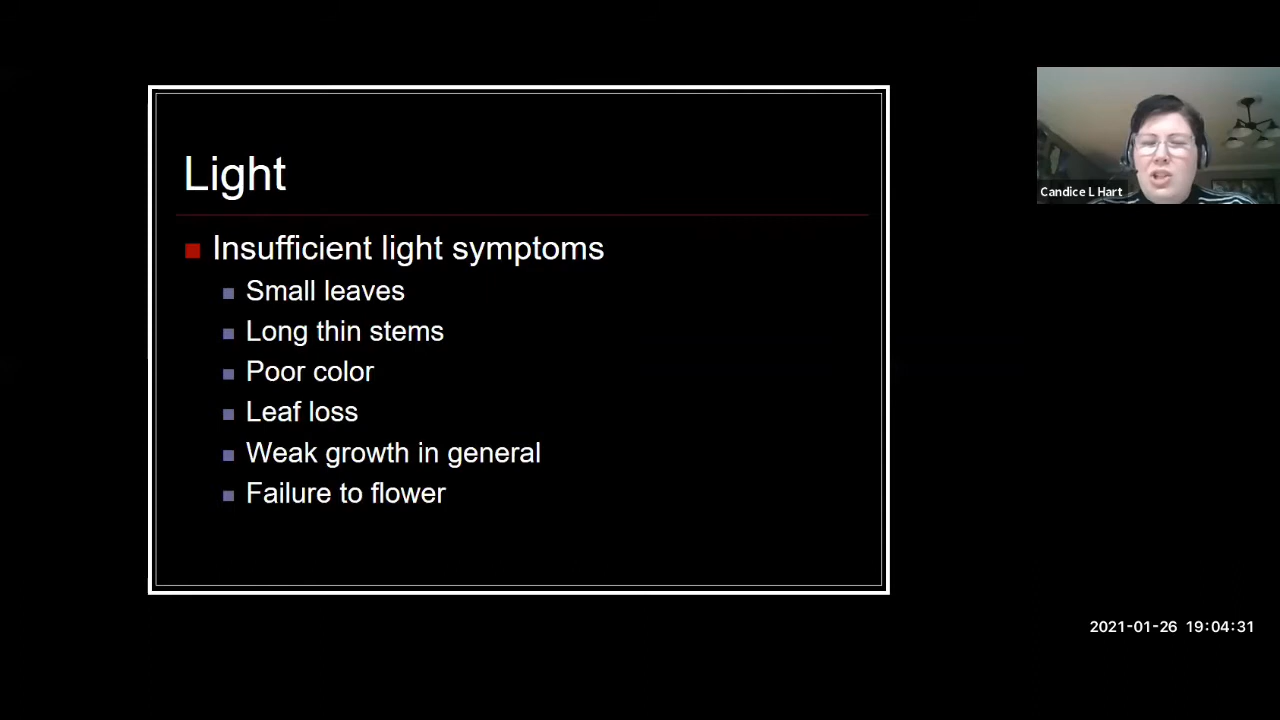 Light
Insufficient light symptoms
Small leaves
Long thin stems
Poor color
Leaf loss
Weak growth in general
Failure to flower
Candice L Hart
2021-01-26 19:04:31